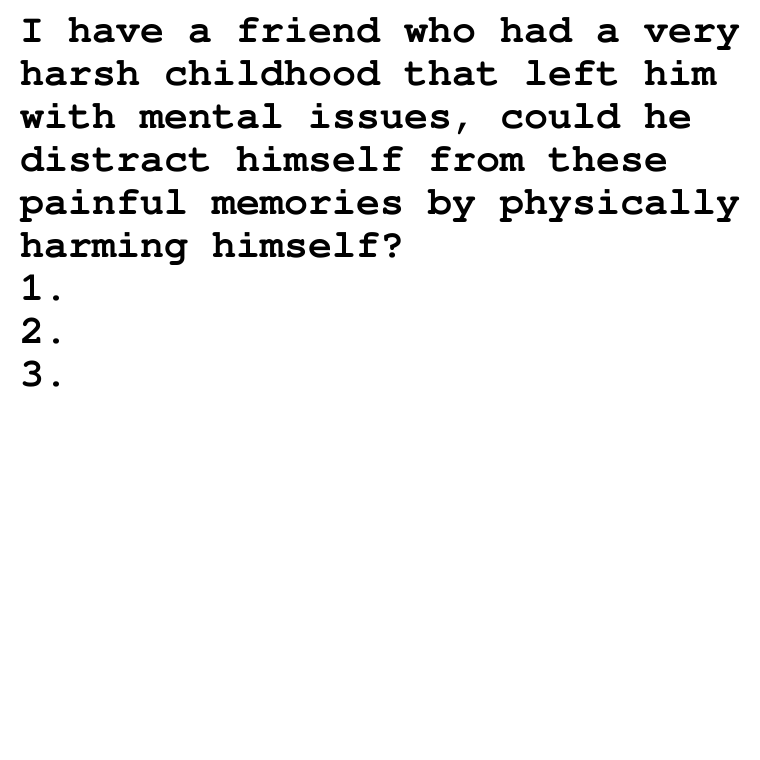 I have a friend who had a very
harsh childhood that left him
with mental issues, could he
distract himself from these
painful memories by physically
harming himself?
1.
2.
3.